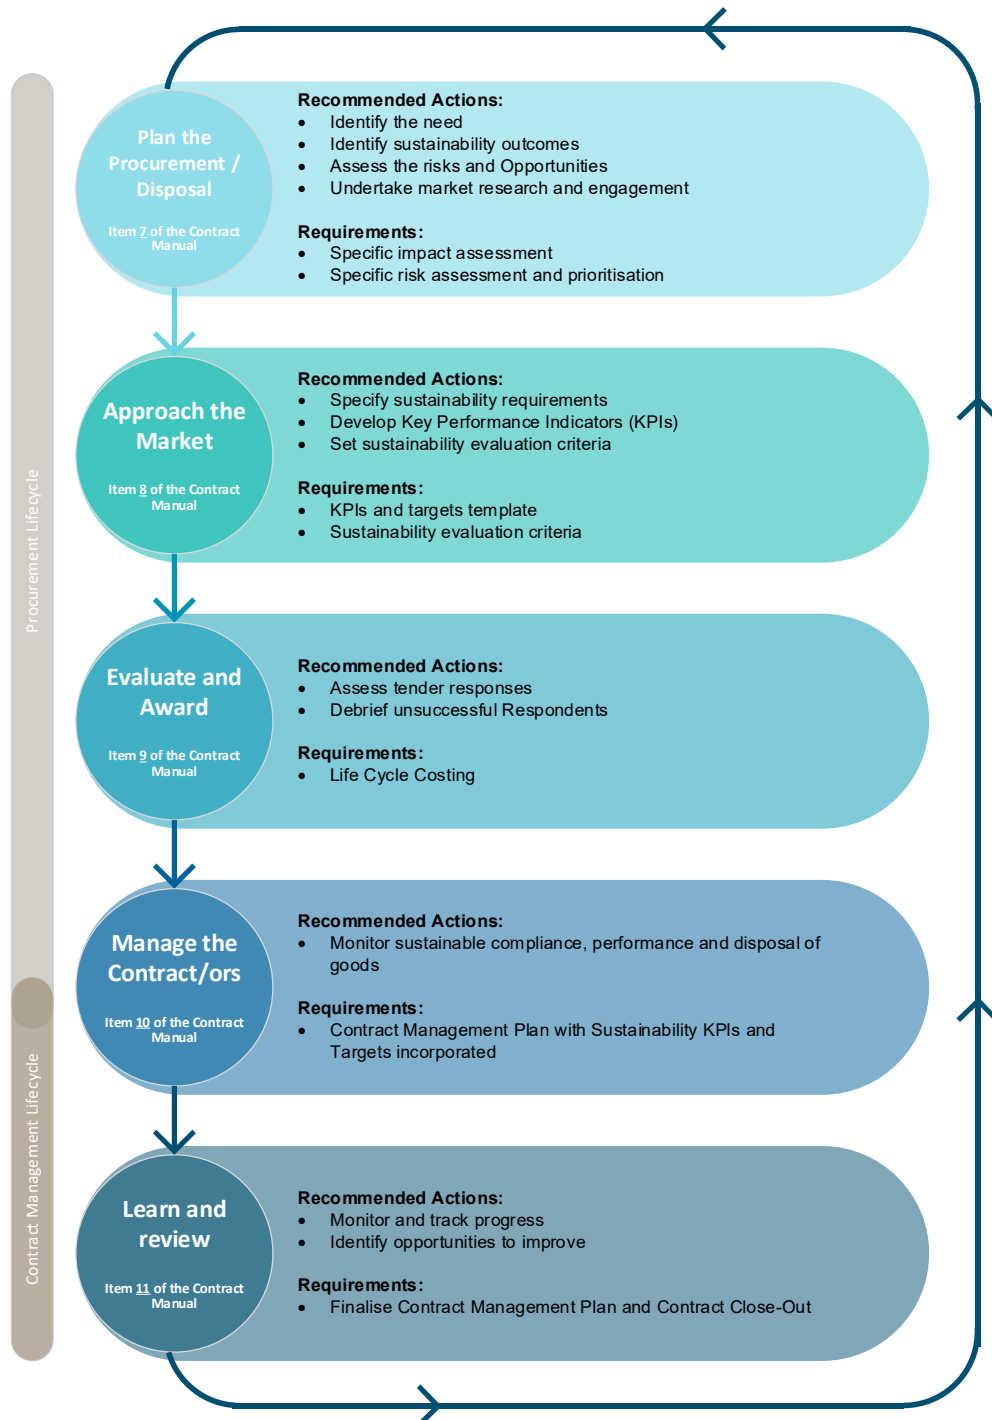 Procurement Lifecycle
Contract Management Lifecycle
Plan the
Procurement /
Disposal
Item 7 of the Contract
Manual
Recommended Actions:
• Identify the need
• Identify sustainability outcomes
• Assess the risks and Opportunities
• Undertake market research and engagement
Requirements:
• Specific impact assessment
• Specific risk assessment and prioritisation
Approach the
Market
Item 8 of the Contract
Manual
Recommended Actions:
• Specify sustainability requirements
• Develop Key Performance Indicators (KPIs)
• Set sustainability evaluation criteria
Requirements:
• KPIs and targets template
• Sustainability evaluation criteria
Evaluate and
Award
Item 9 of the Contract
Manual
Recommended Actions:
• Assess tender responses
• Debrief unsuccessful Respondents
Requirements:
• Life Cycle Costing
Manage the
Contract/ors
Item 10 of the Contract
Manual
Recommended Actions:
• Monitor sustainable compliance, performance and disposal of
goods
Requirements:
• Contract Management Plan with Sustainability KPIs and
Targets incorporated
Learn and
review
Item 11 of the Contract
Manual
Recommended Actions:
• Monitor and track progress
• Identify opportunities to improve
Requirements:
• Finalise Contract Management Plan and Contract Close-Out